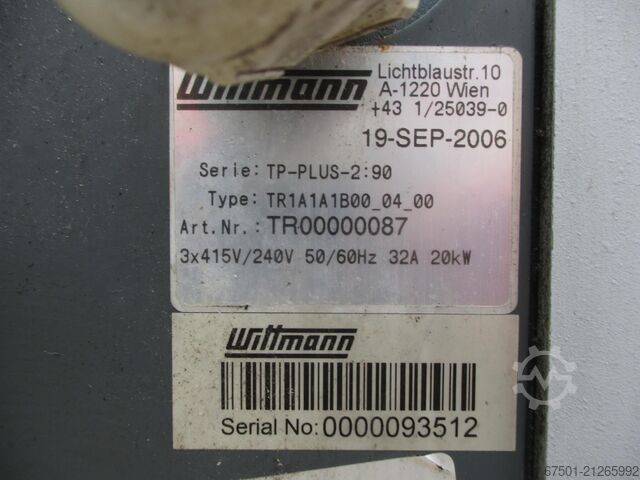 Wittmann
Lichtblaustr.10
A-1220 Wien
+43 1/25039-0
19-SEP-2006
Serie: TP-PLUS-2:90
Type: TR1A1A1B00_04_00
Art.Nr.: TR00000087
3x415V/240V 50/60Hz 32A 20kW
Wittmann
Serial No: 0000093512
67501-21265992